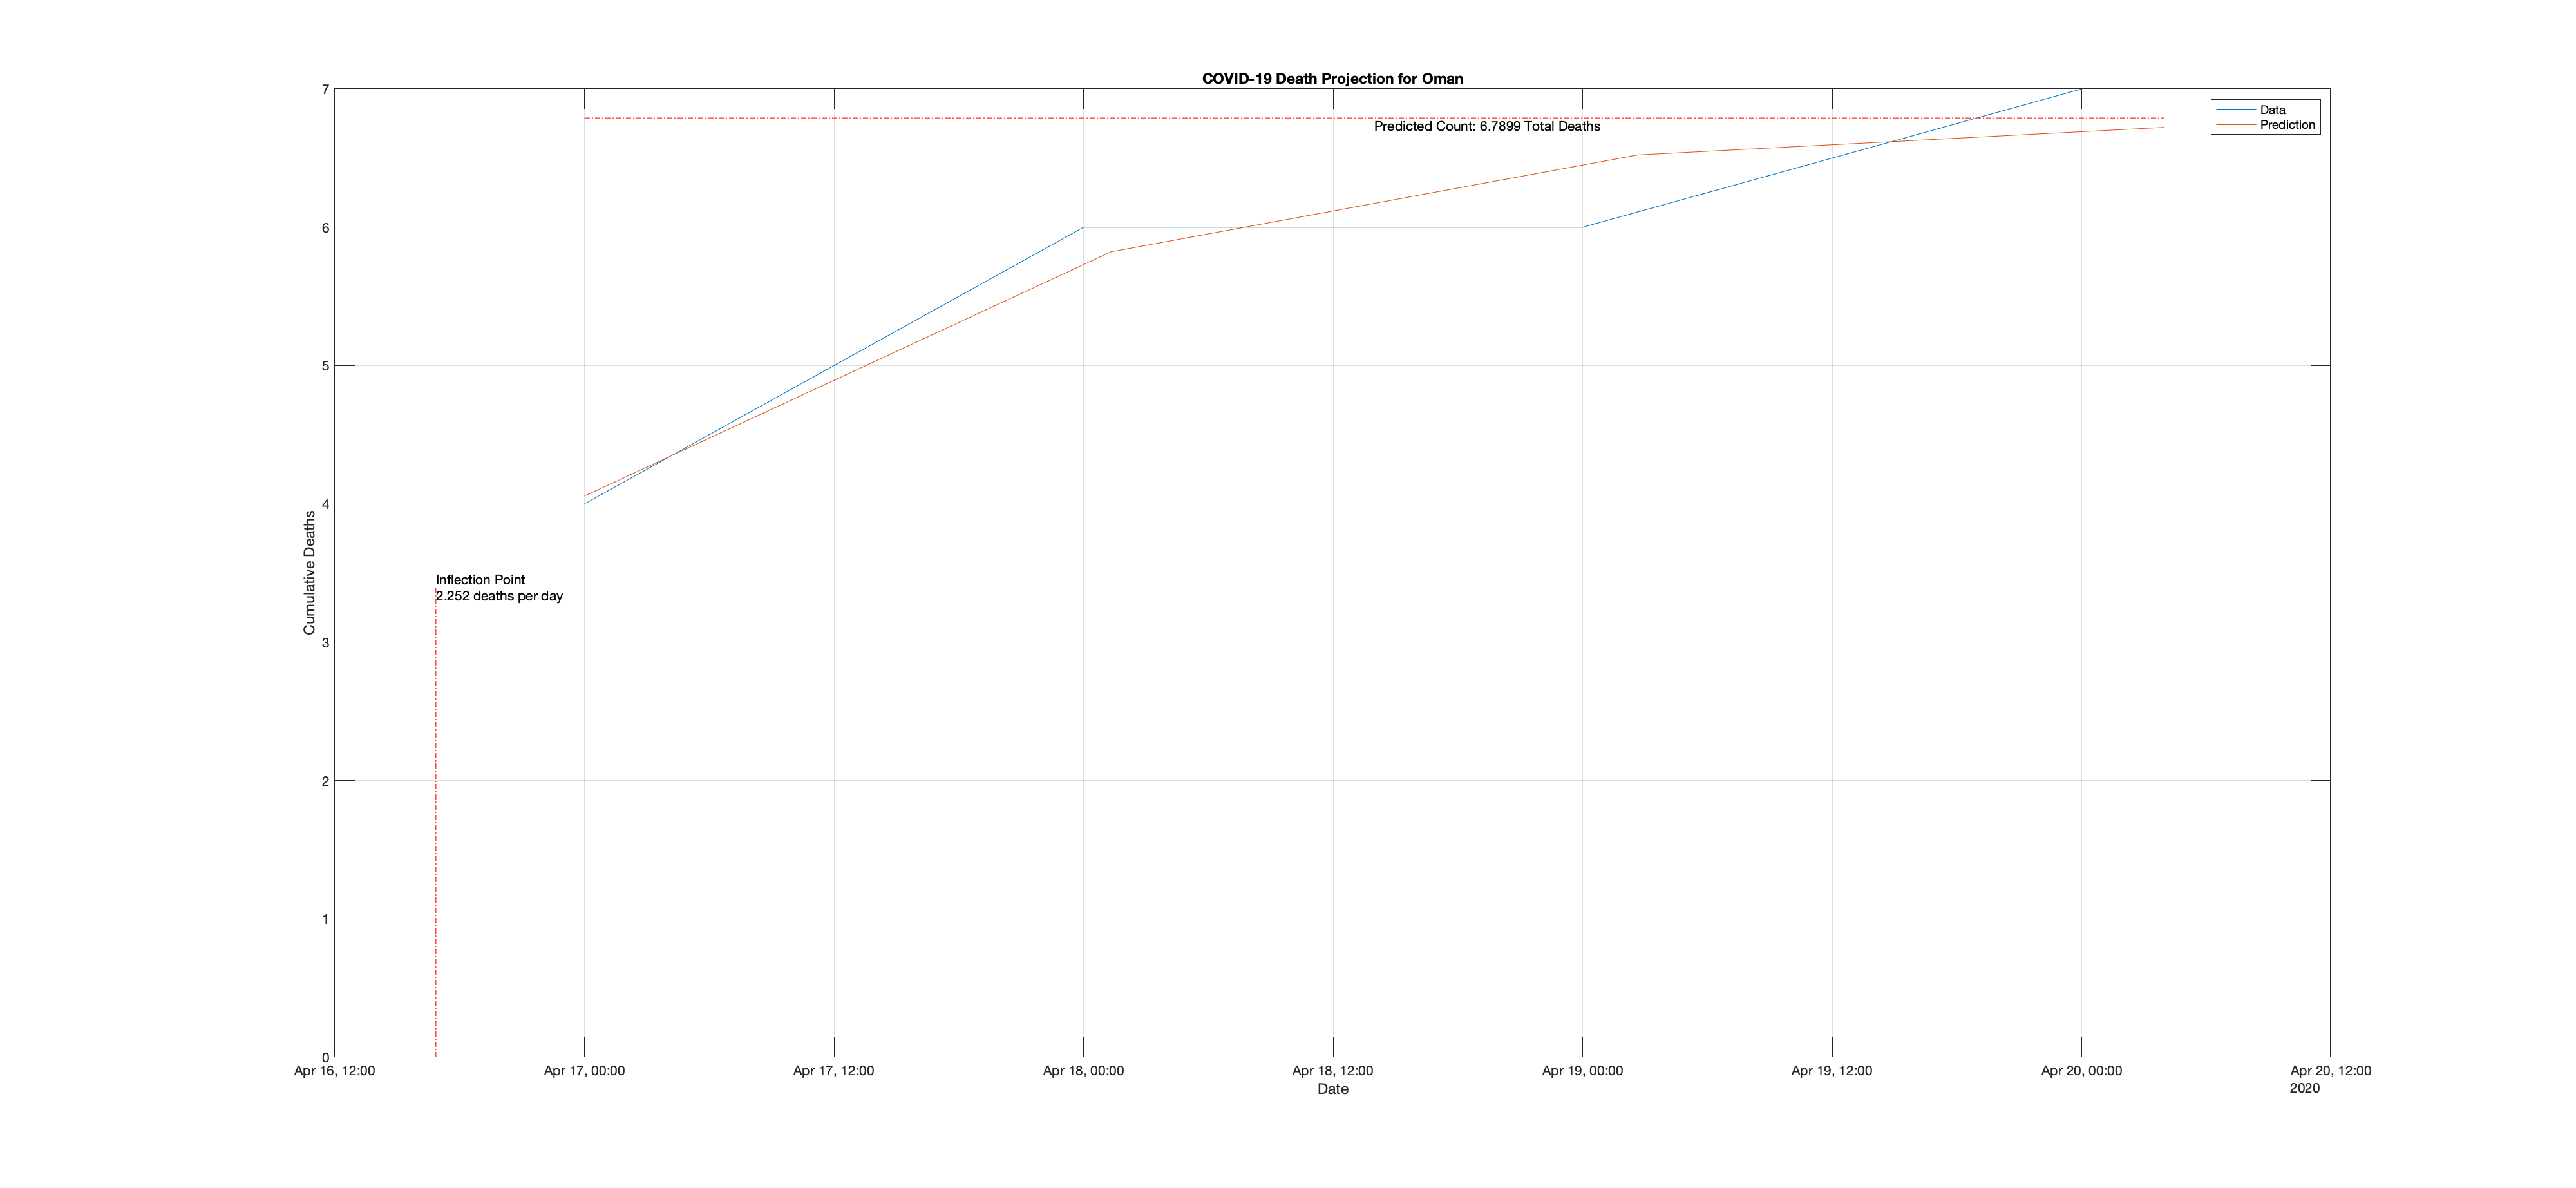 COVID-19 Death Projection for Oman
7
6
5
4
3
2
1
0
Cumulative Deaths
Data
Prediction
Predicted Count: 6.7899 Total Deaths
Inflection Point
2.252 deaths per day
Apr 16, 12:00
Apr 17, 00:00
Apr 17, 12:00
Apr 18, 00:00
Apr 18, 12:00
Apr 19, 00:00
Apr 19, 12:00
Apr 20, 00:00
Apr 20, 12:00
2020
Date